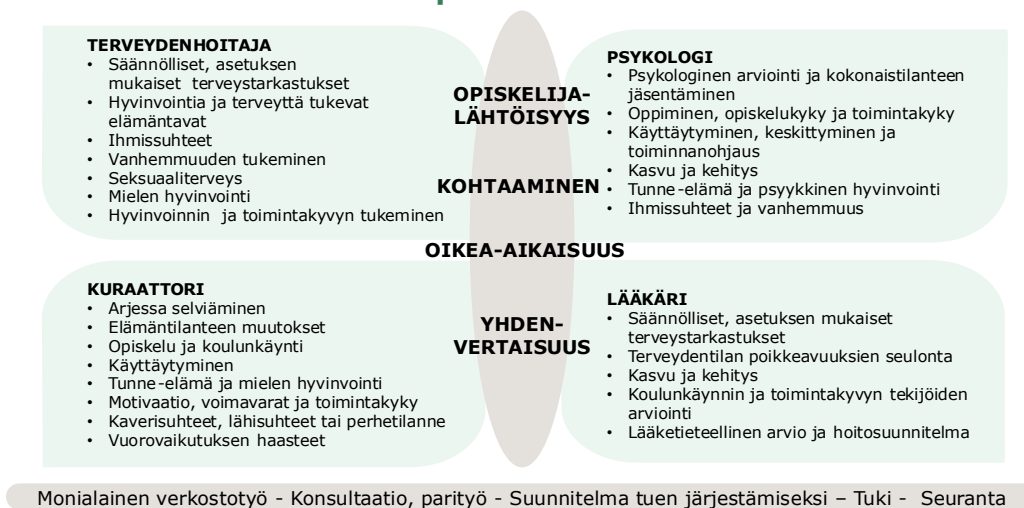 TERVEYDENHOITAJA
• Säännölliset, asetuksen
mukaiset terveystarkastukset
• Hyvinvointia ja terveyttä tukevat
elämäntavat
• Ihmissuhteet
• Vanhemmuuden tukeminen
• Seksuaaliterveys
• Mielen hyvinvointi
• Hyvinvoinnin ja toimintakyvyn tukeminen
OPISKELIJA-
LÄHTÖISYYS
KOHTAAMINEN
OIKEA-AIKAISUUS
YHDEN-
VERTAISUUS
PSYKOLOGI
• Psykologinen arviointi ja kokonaistilanteen
jäsentäminen
• Oppiminen, opiskelukyky ja toimintakyky
• Käyttäytyminen, keskittyminen ja
toiminnanohjaus
• Kasvu ja kehitys
• Tunne-elämä ja psyykkinen hyvinvointi
• Ihmissuhteet ja vanhemmuus
KURAATTORI
• Arjessa selviäminen
• Elämäntilanteen muutokset
• Opiskelu ja koulunkäynti
• Käyttäytyminen
• Tunne-elämä ja mielen hyvinvointi
• Motivaatio, voimavarat ja toimintakyky
• Kaverisuhteet, lähisuhteet tai perhetilanne
• Vuorovaikutuksen haasteet
LÄÄKÄRI
• Säännölliset, asetuksen mukaiset
terveystarkastukset
• Terveydentilan poikkeavuuksien seulonta
• Kasvu ja kehitys
• Koulunkäynnin ja toimintakyvyn tekijöiden
arviointi
• Lääketieteellinen arvio ja hoitosuunnitelma
Monialainen verkostotyö - Konsultaatio, parityö - Suunnitelma tuen järjestämiseksi – Tuki - Seuranta